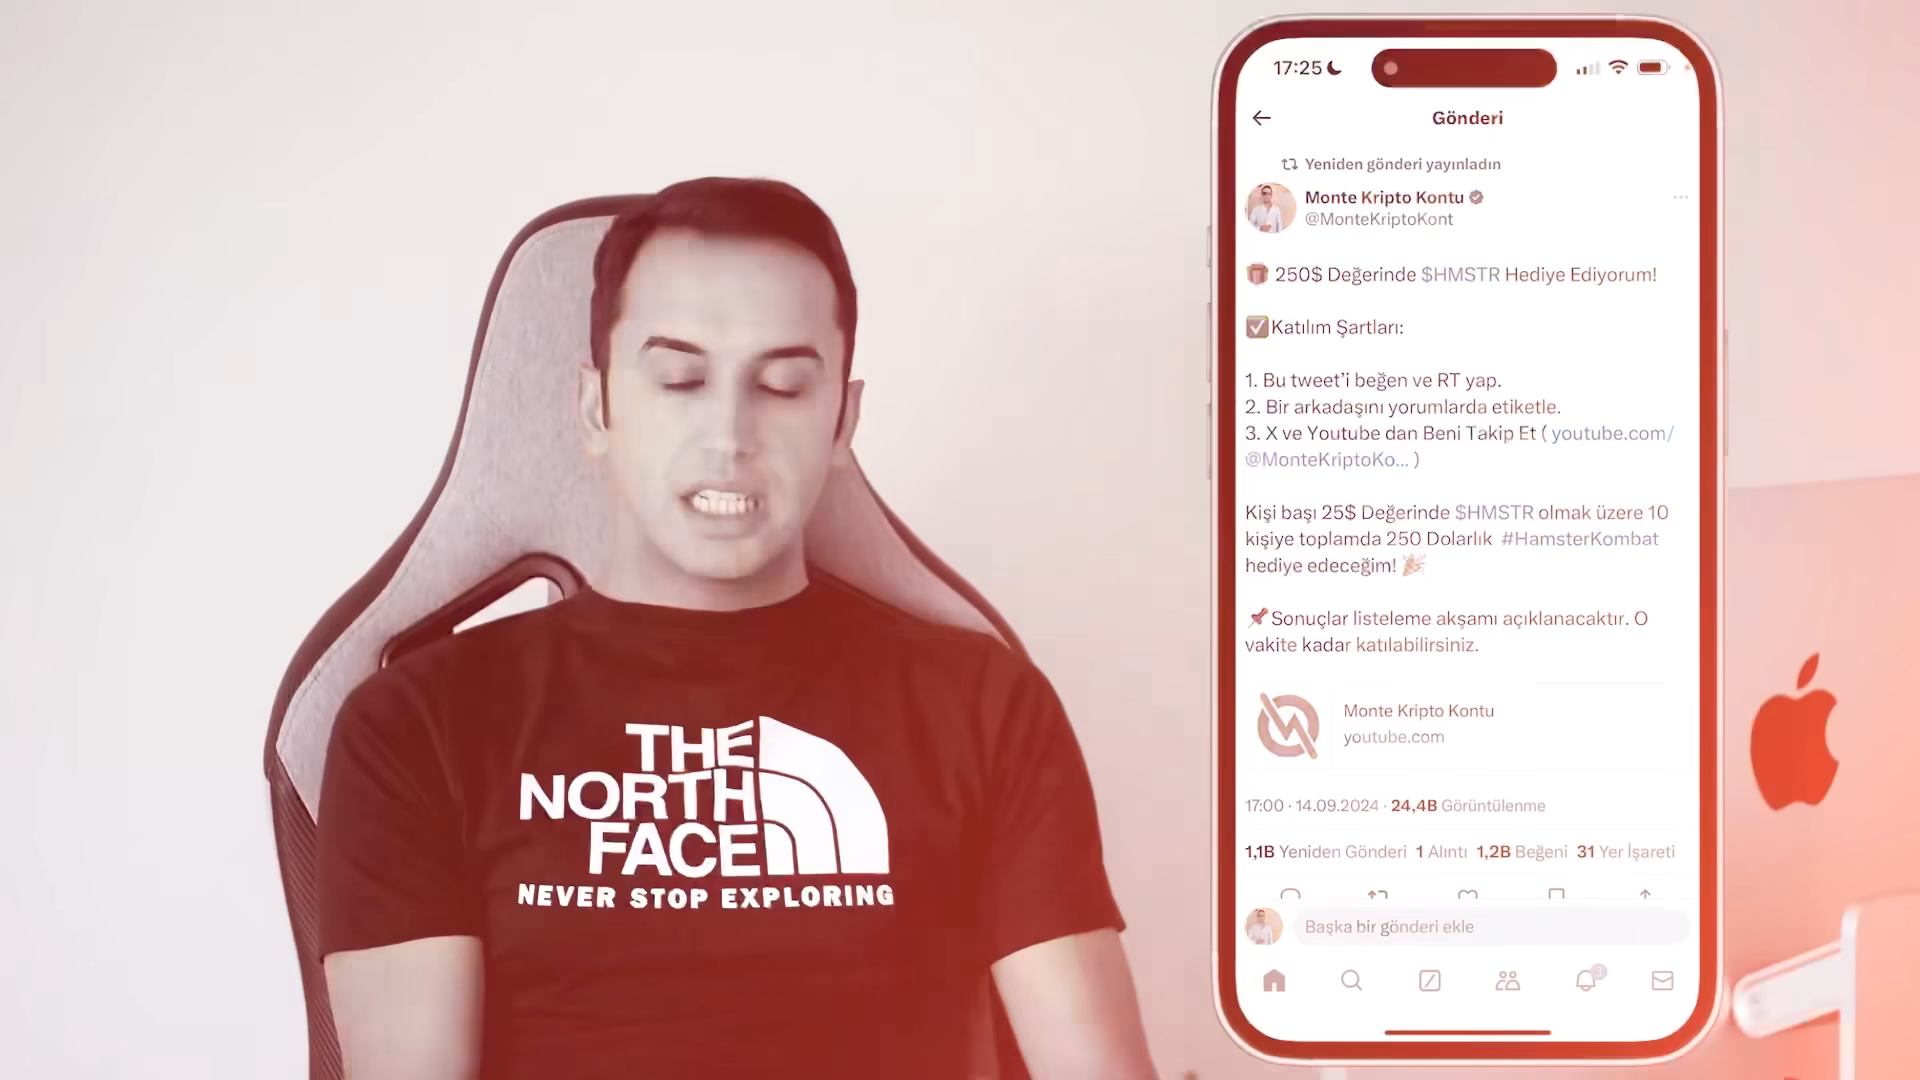 17:25
Gönderi
Yeniden gönderi yayınladın
Monte Kripto Kontu
@MonteKriptoKont
250$ Değerinde $HMSTR Hediye Ediyorum!
Katılım Şartları:
1. Bu tweet'i beğen ve RT yap.
2. Bir arkadaşını yorumlarda etiketle.
3. X ve Youtube dan Beni Takip Et ( youtube.com/
@MonteKriptoKo... )
Kişi başı 25$ Değerinde $HMSTR olmak üzere 10
kişiye toplamda 250 Dolarlık #HamsterKombat
hediye edeceğim!
Sonuçlar listeleme akşamı açıklanacaktır. O
vakite kadar katılabilirsiniz.
Monte Kripto Kontu
youtube.com
17:00 · 14.09.2024 · 24,4B Görüntülenme
1,1B Yeniden Gönderi 1 Alıntı 1,2B Beğeni 31 Yer İşareti
Başka bir gönderi ekle
3
THE
NORTH
FACE
NEVER STOP EXPLORING